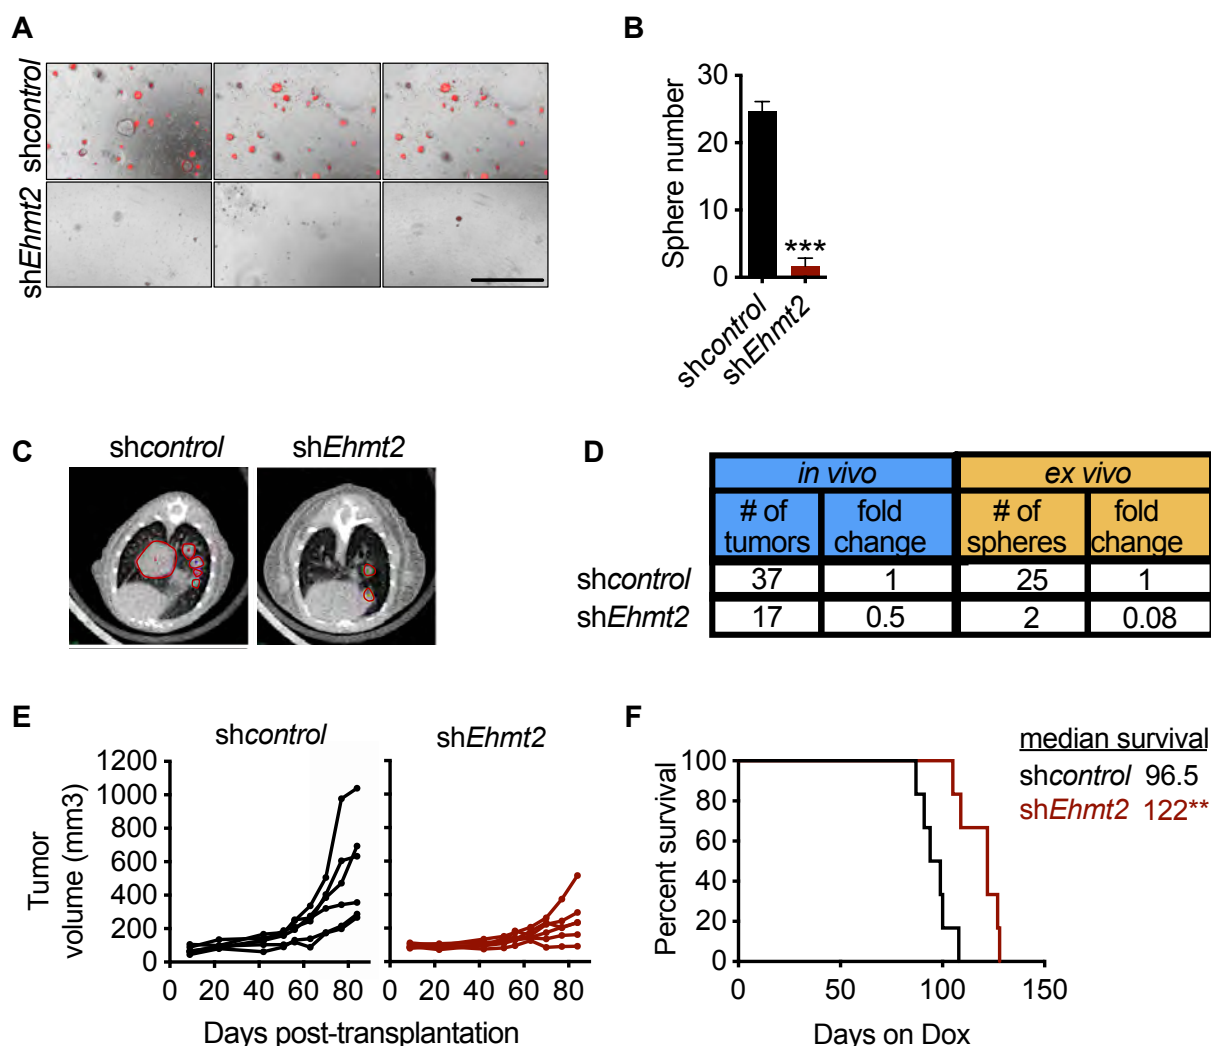 A
shcontrol
shEhmt2
B
Sphere number
30
20
10
0
***
shcontrol
shEhmt2
C
shcontrol
shEhmt2
D
in vivo
ex vivo
# of tumors
fold change
# of spheres
fold change
shcontrol 37 1 25 1
shEhmt2 17 0.5 2 0.08
E
shcontrol
shEhmt2
Tumor
volume (mm3)
1200
1000
800
600
400
200
0
0 20 40 60 80
0 20 40 60 80
Days post-transplantation
F
median survival
shcontrol 96.5
shEhmt2 122**
Percent survival
100
80
60
40
20
0
0 50 100 150
Days on Dox